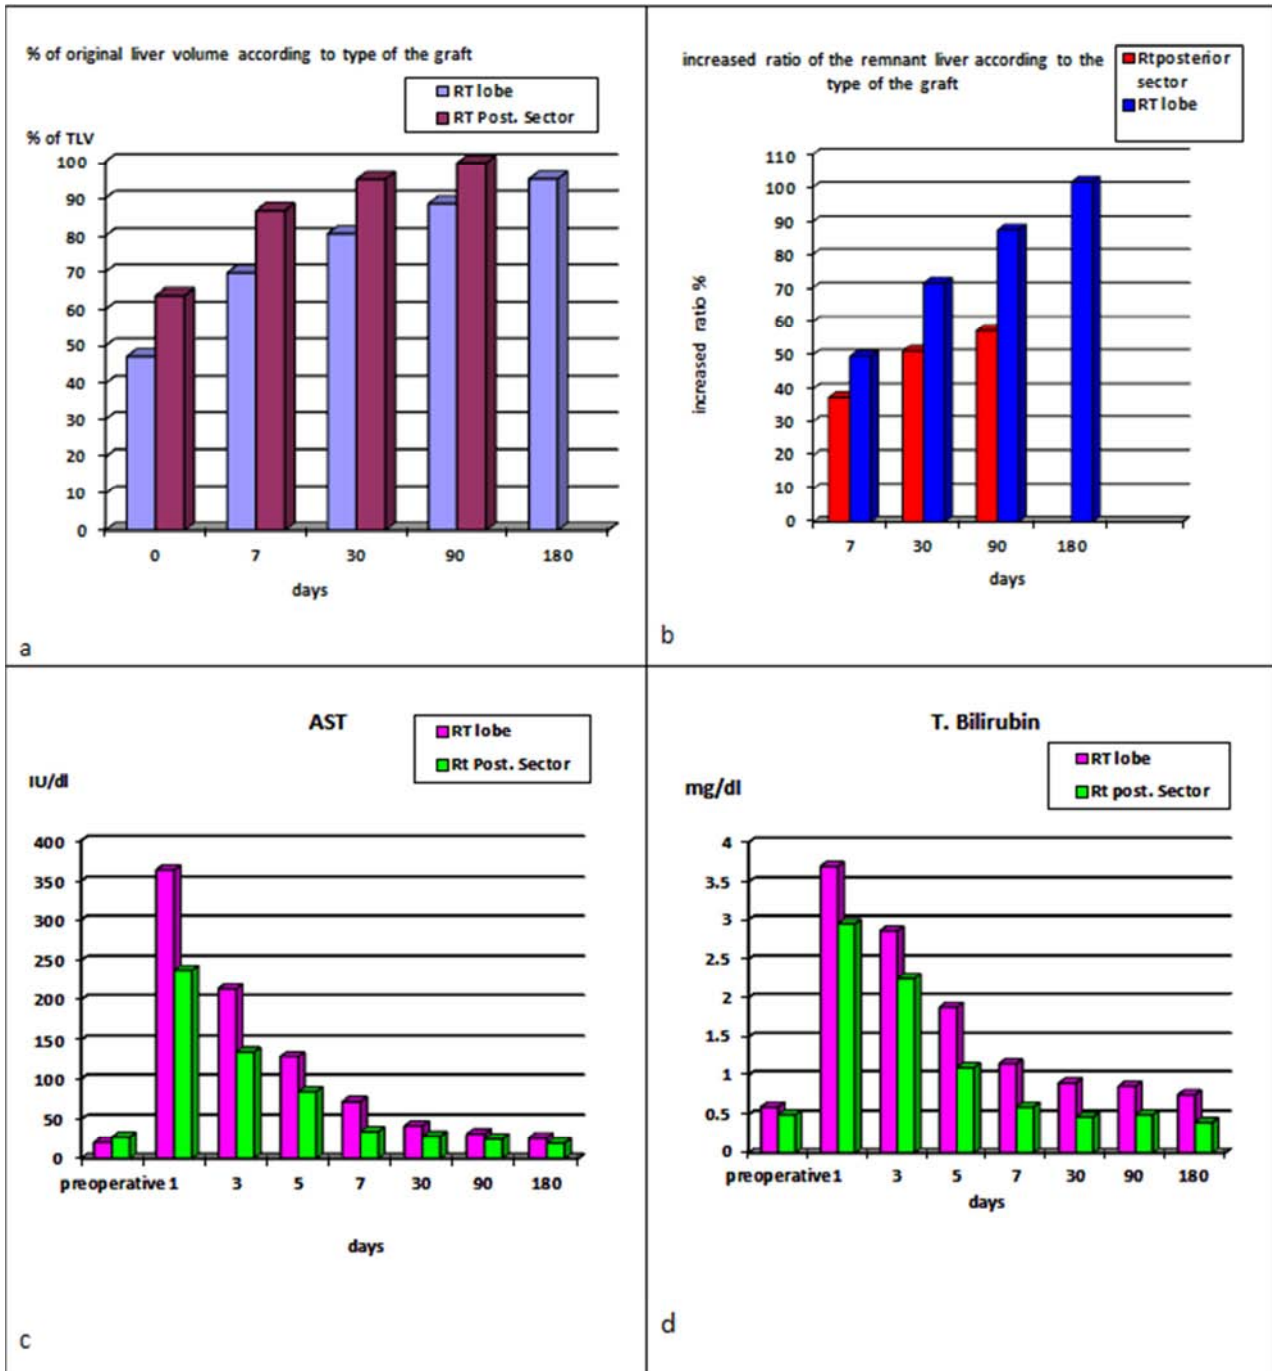 % of original liver volume according to type of the graft
RT lobe
RT Post. Sector
% of TLV
100
90
80
70
60
50
40
30
20
10
0
0 7 30 90 180
days
a
increased ratio of the remnant liver according to the
type of the graft
Rtposterior
sector
RT lobe
increased ratio %
110
100
90
80
70
60
50
40
30
20
10
0
7 30 90 180
days
b
AST
RT lobe
Rt Post. Sector
IU/dl
400
350
300
250
200
150
100
50
0
preoperative 1 3 5 7 30 90 180
days
c
T. Bilirubin
RT lobe
Rt post. Sector
mg/dl
4
3.5
3
2.5
2
1.5
1
0.5
0
preoperative1 3 5 7 30 90 180
days
d